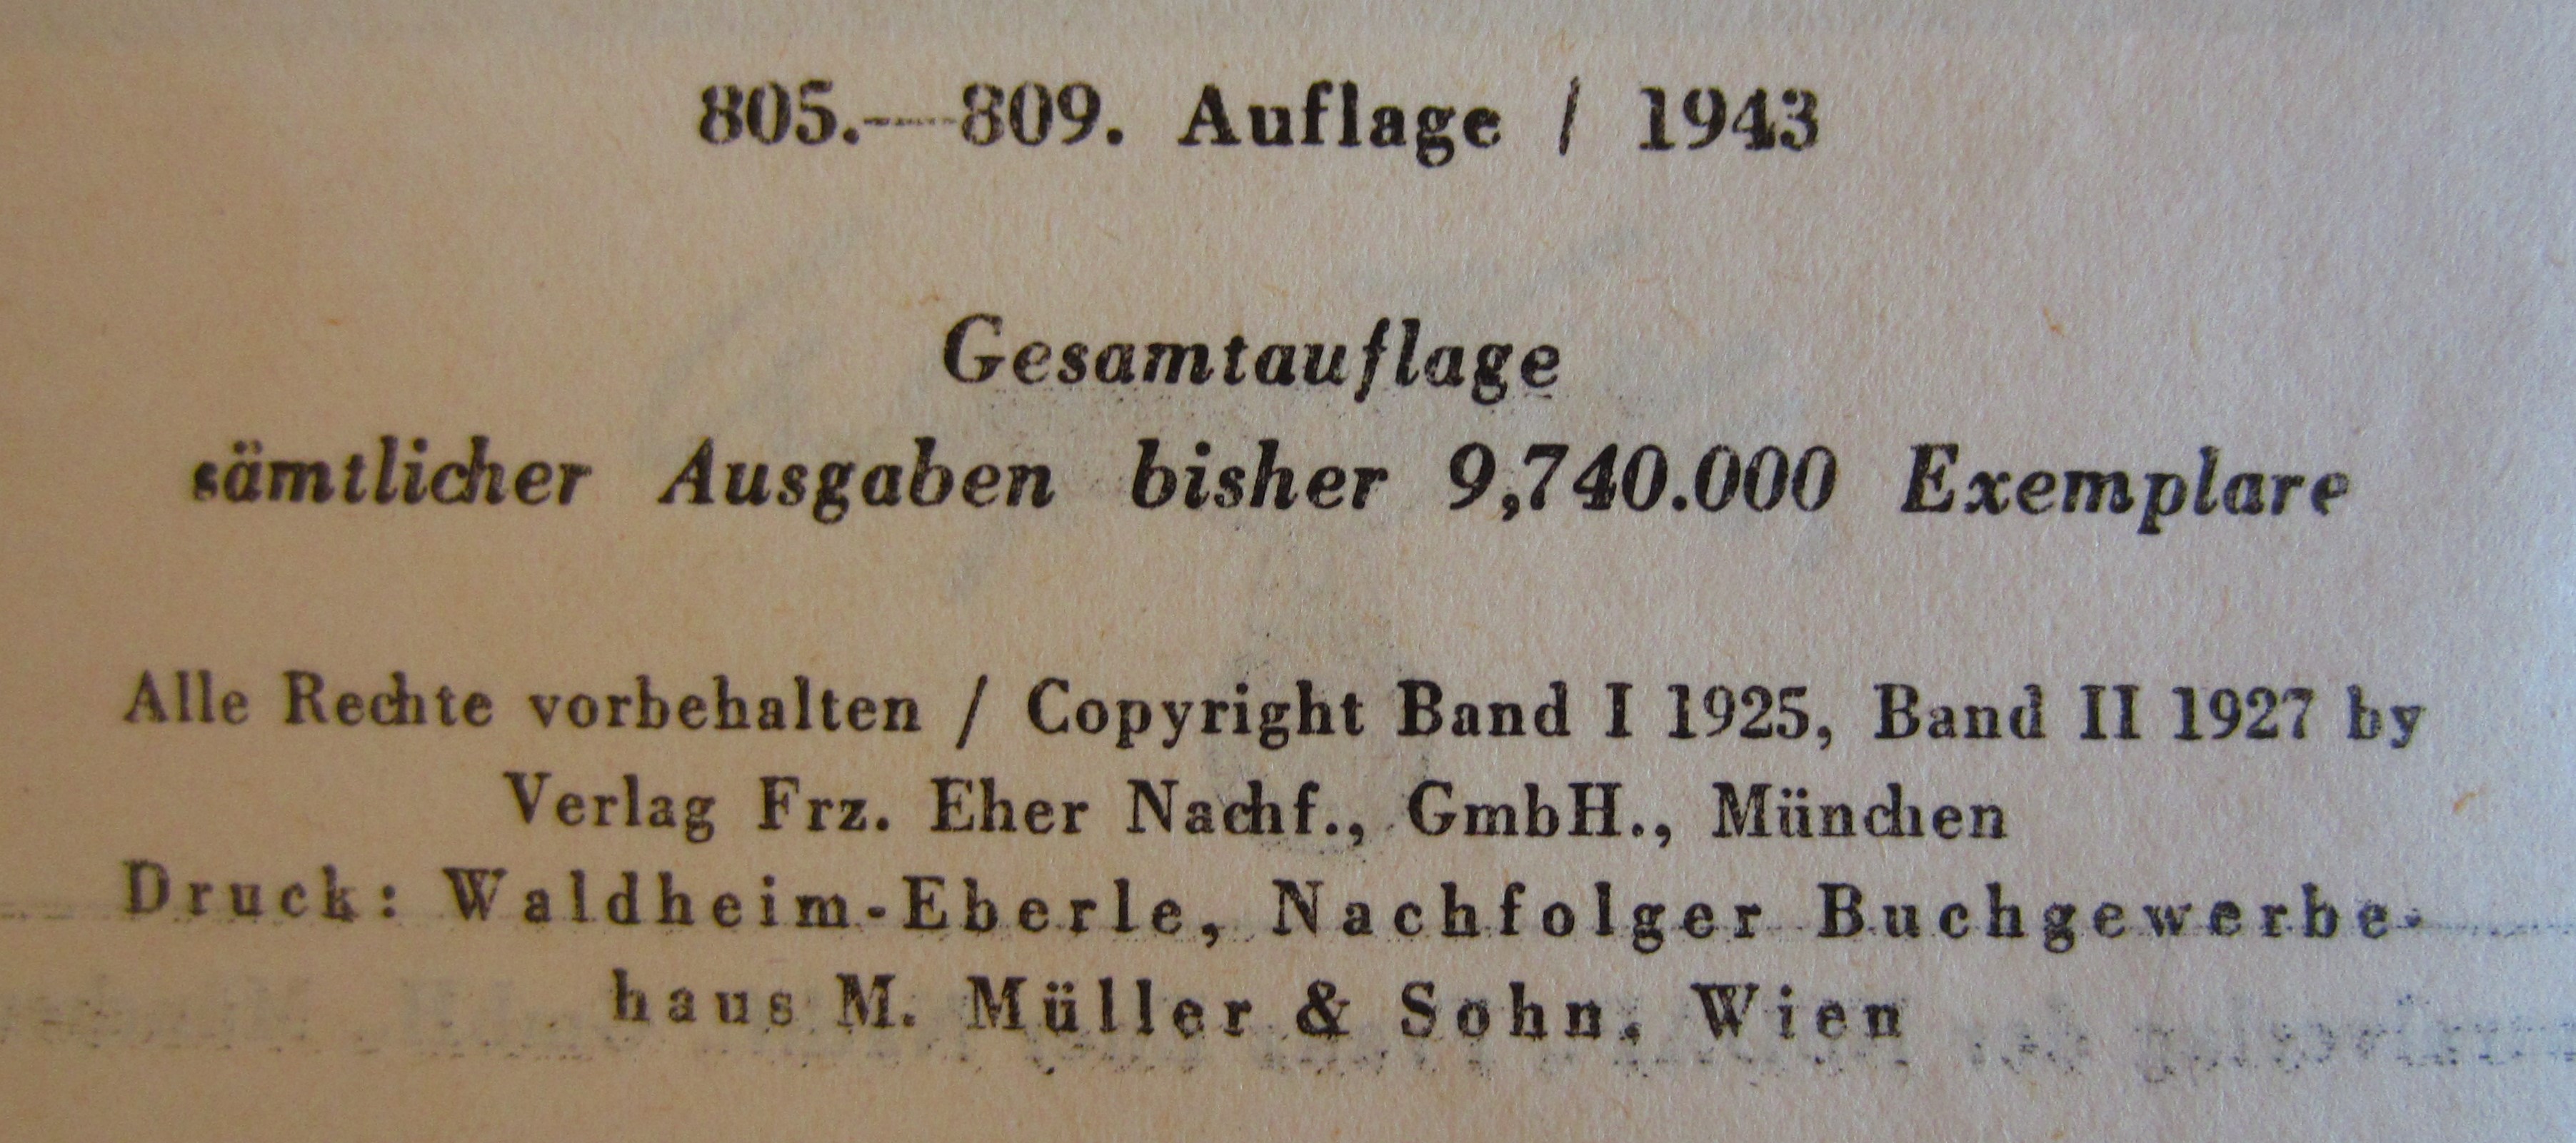 805.—809. Auflage / 1943
Gesamtauflage
sämtlicher Ausgaben bisher 9,740.000 Exemplare
Alle Rechte vorbehalten / Copyright Band I 1925, Band II 1927 by
Verlag Frz. Eher Nachf., GmbH., München
Druck: Waldheim-Eberle, Nachfolger Buchgewerbe-
haus M. Müller & Sohn, Wien